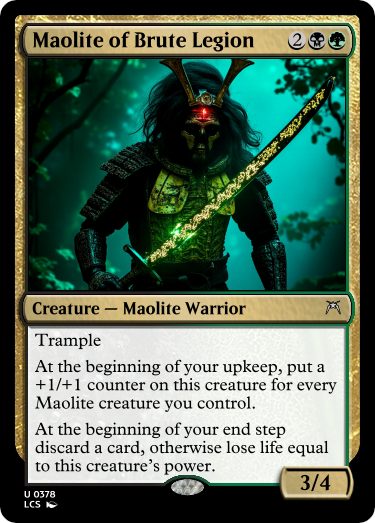 Maolite of Brute Legion 2
Creature — Maolite Warrior
Trample
At the beginning of your upkeep, put a
+1/+1 counter on this creature for every
Maolite creature you control.
At the beginning of your end step
discard a card, otherwise lose life equal
to this creature's power.
3/4
U 0378
LCS